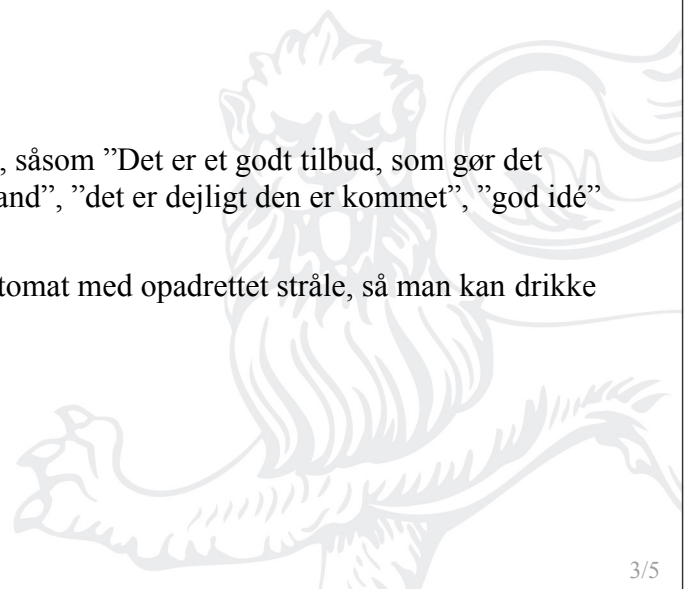 , såsom ”Det er et godt tilbud, som gør det
and”, ”det er dejligt den er kommet”, ”god idé”
tomat med opadrettet stråle, så man kan drikke
3/5